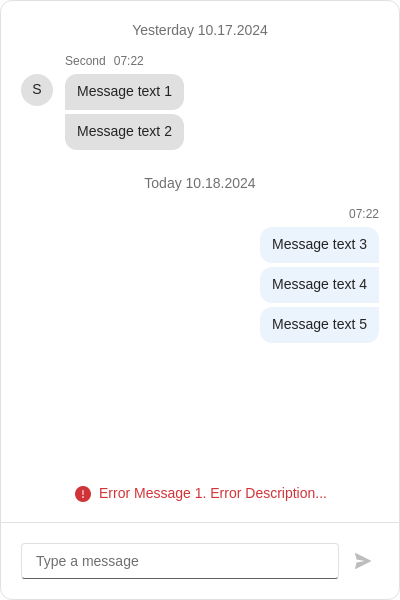 Yesterday 10.17.2024
Second 07:22
S
Message text 1
Message text 2
Today 10.18.2024
07:22
Message text 3
Message text 4
Message text 5
Error Message 1. Error Description...
Type a message